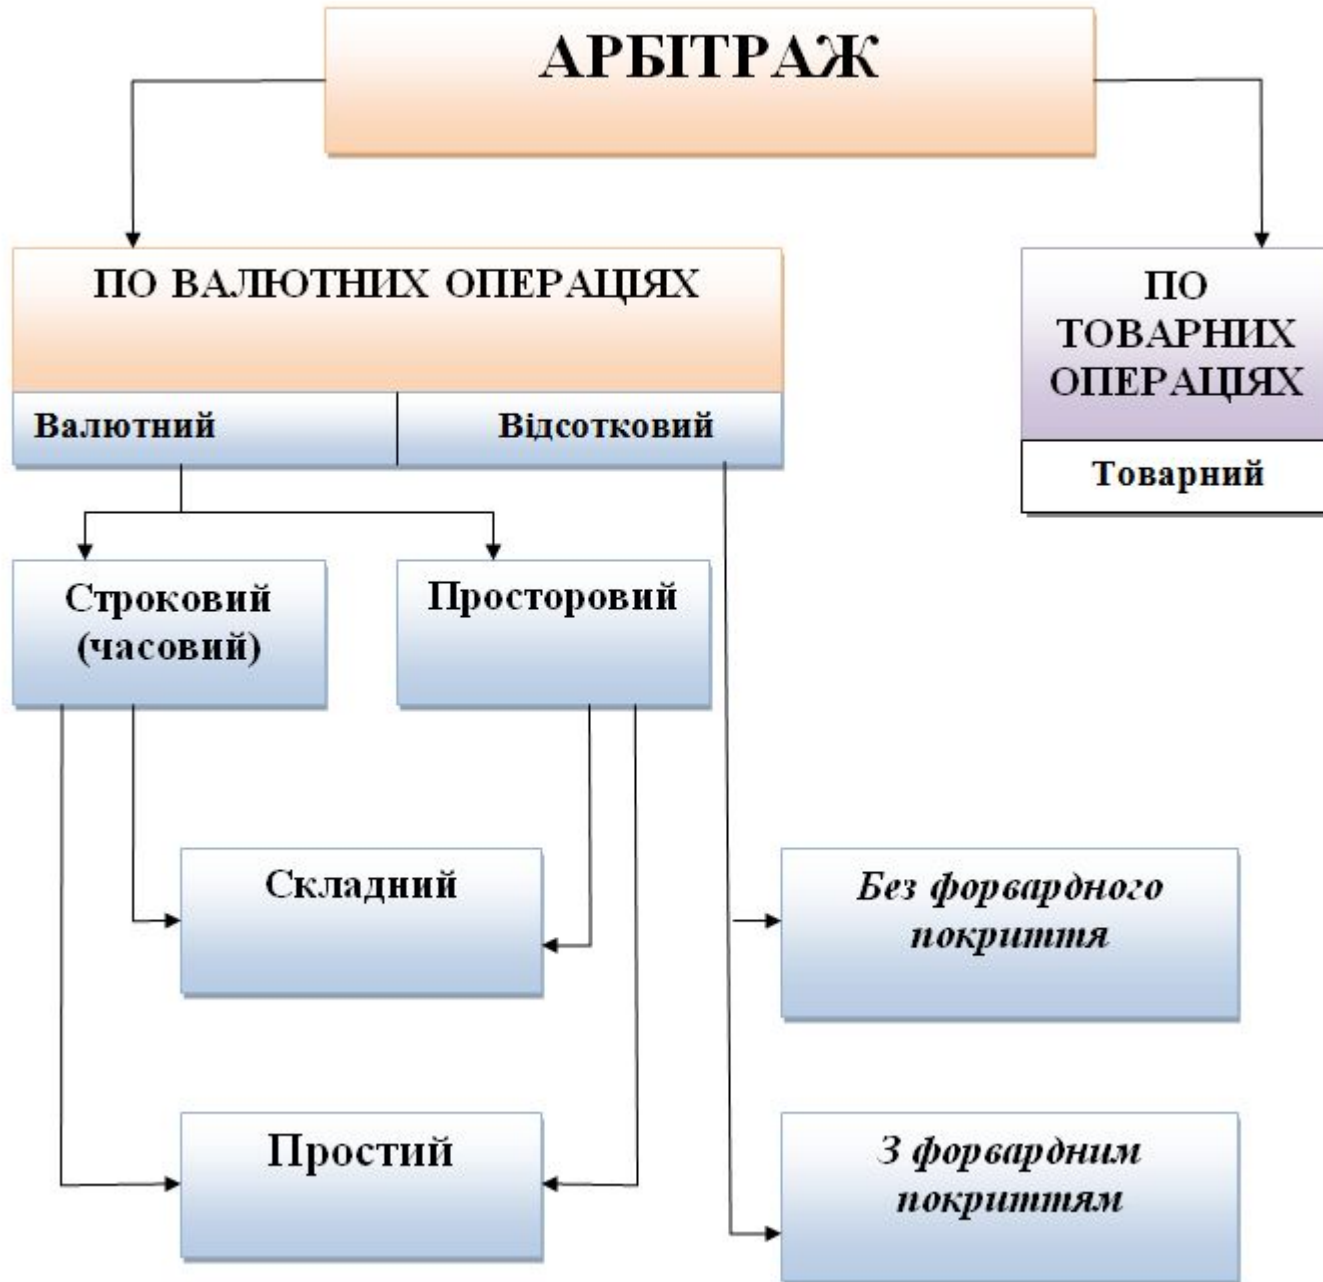 АРБІТРАЖ
ПО ВАЛЮТНИХ ОПЕРАЦІЯХ
Валютний
Відсотковий
ПО
ТОВАРНИХ
ОПЕРАЦІЯХ
Товарний
Строковий
(часовий)
Просторовий
Складний
Без форвардного
покриття
Простий
З форвардним
покриттям